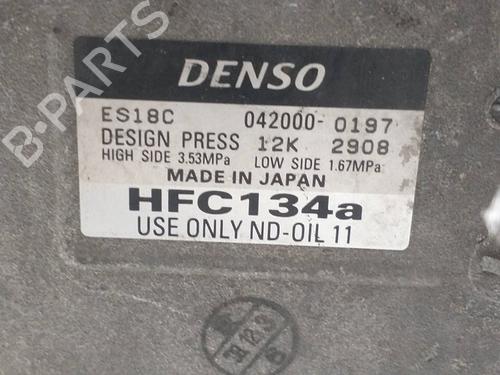 B-PARTS
DENSO
ES18C 042000-0197
DESIGN PRESS 12K 2908
HIGH SIDE 3.53MPa LOW SIDE 1.67MPa
MADE IN JAPAN
HFC134a
USE ONLY ND-OIL 11